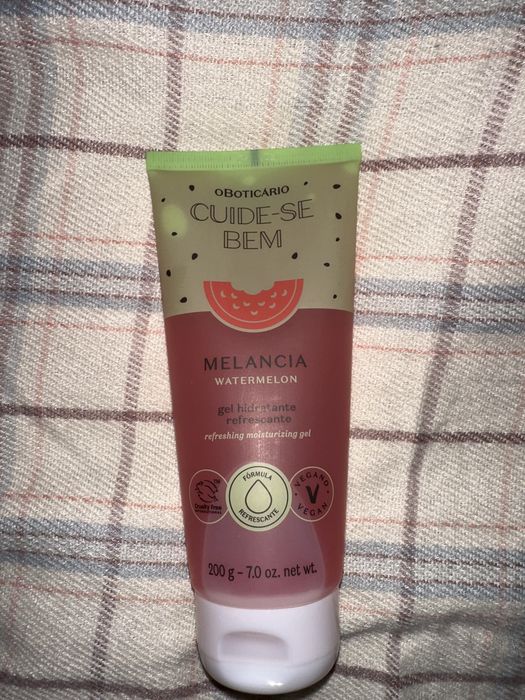 oBoticário
CUIDE-SE
BEM
MELANCIA
WATERMELON
gel hidratante
refrescante
refreshing moisturizing gel
Cruelty Free
FÓRMULA
REFRESCANTE
VEGANO
VEGAN
200 g - 7.0 oz. net wt.